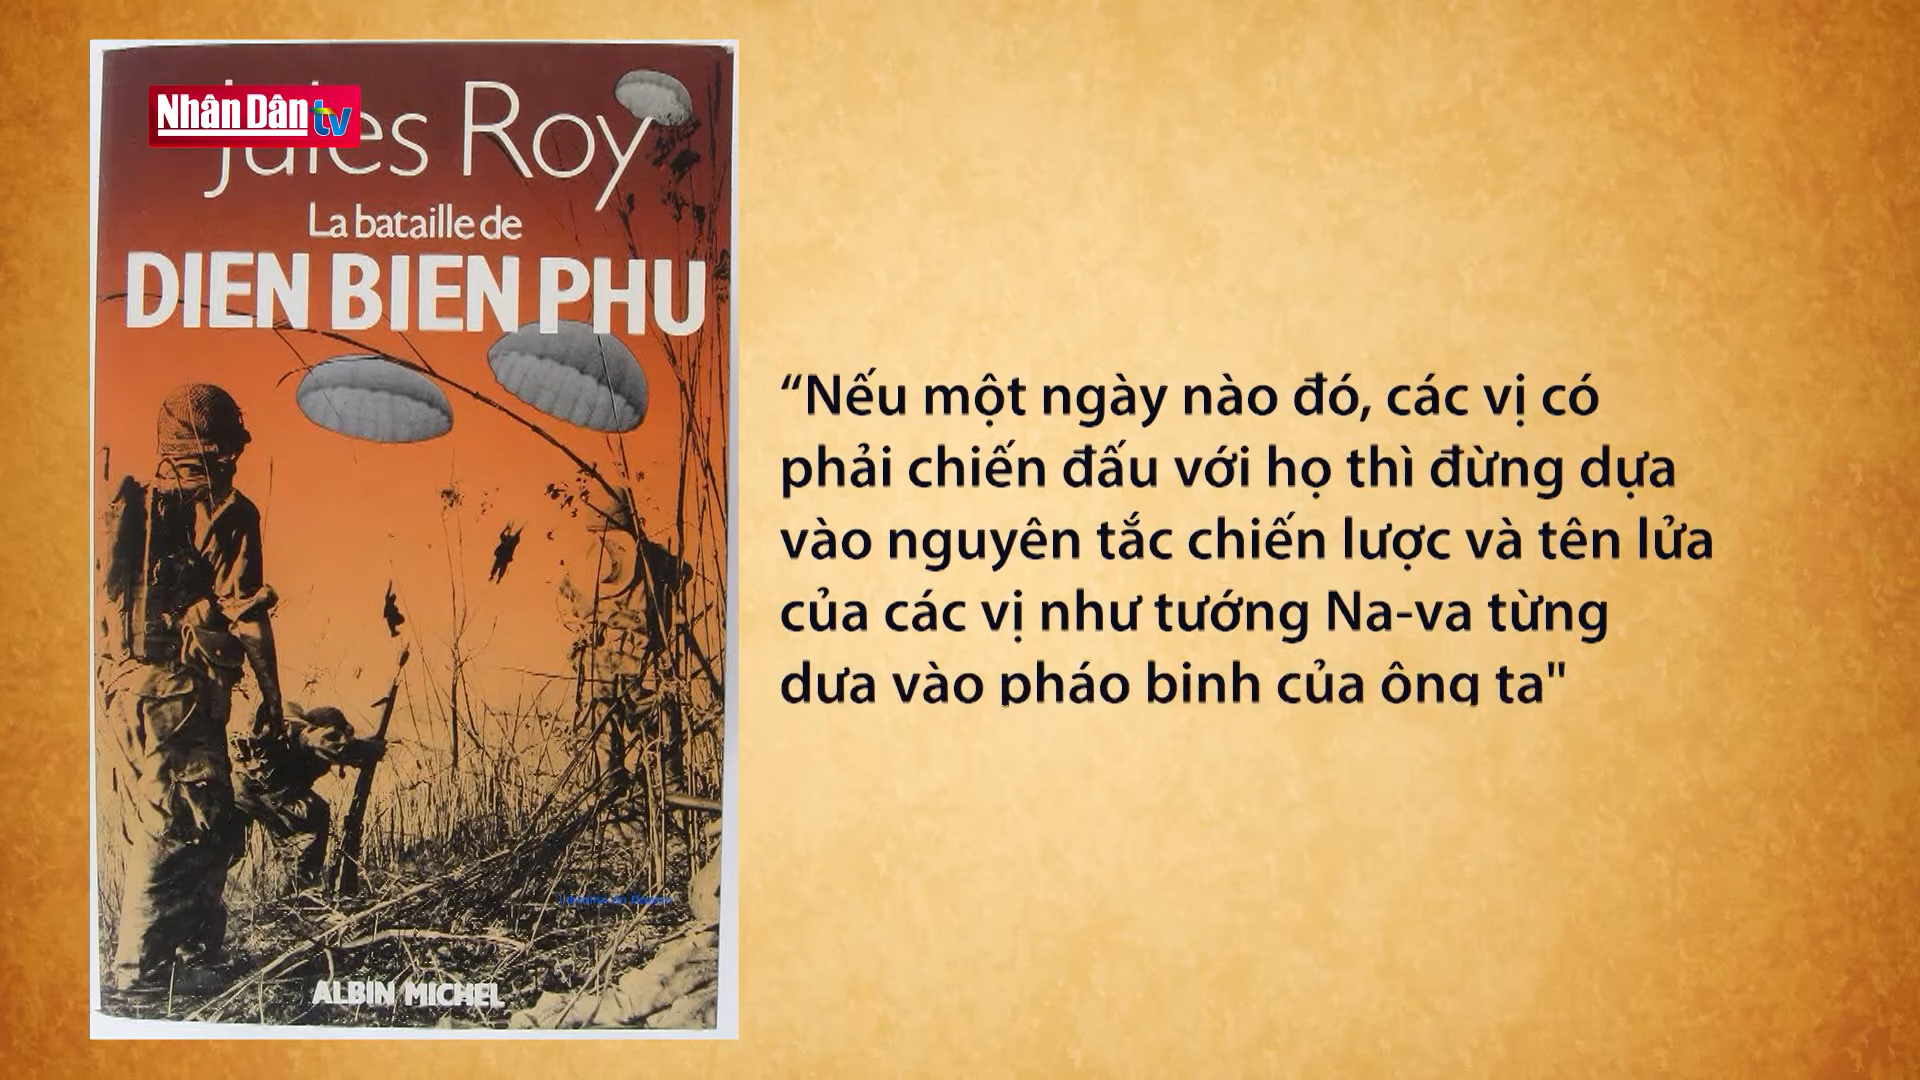 Nhân Dân tv
Jules Roy
La bataille de
DIEN BIEN PHU
ALBIN MICHEL
“Nếu một ngày nào đó, các vị có
phải chiến đấu với họ thì đừng dựa
vào nguyên tắc chiến lược và tên lửa
của các vị như tướng Na-va từng
dựa vào pháo binh của ông ta"